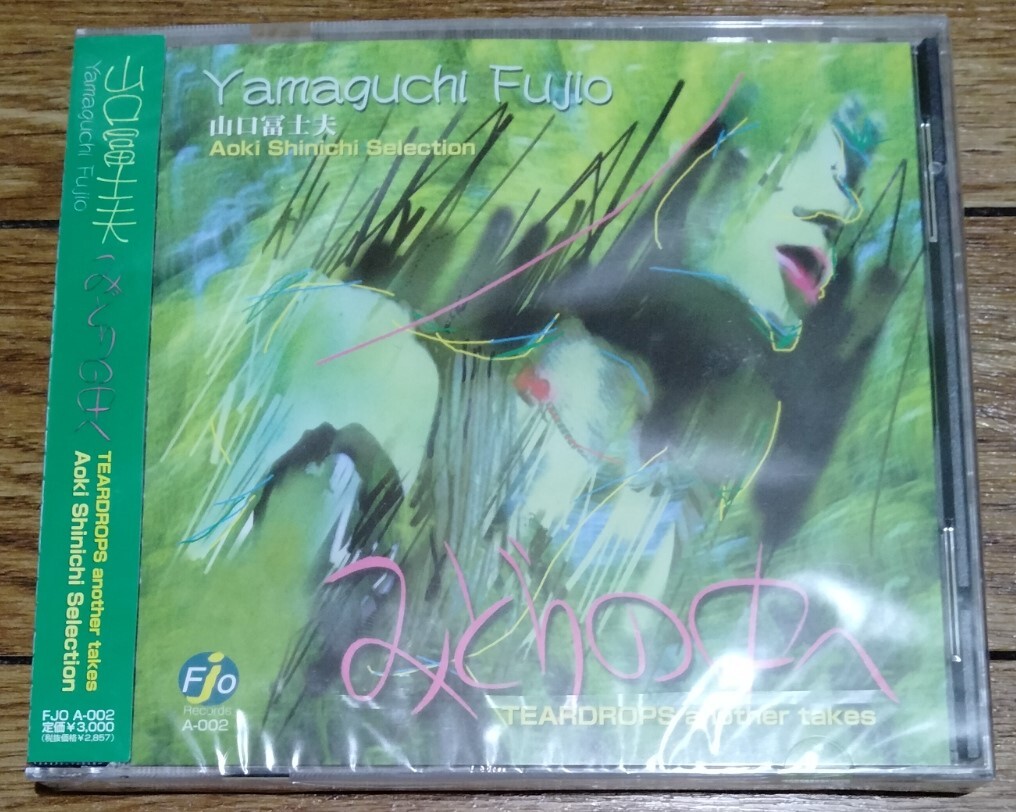 山口冨士夫 / みどりの中へ
Yamaguchi Fujio
TEARDROPS another takes
Aoki Shinichi Selection
FJO A-002
定価¥3,000
(税抜価格¥2,857)
Yamaguchi Fujio
山口冨士夫
Aoki Shinichi Selection
みどりの中へ
TEARDROPS another takes
Fjo
Records
A-002